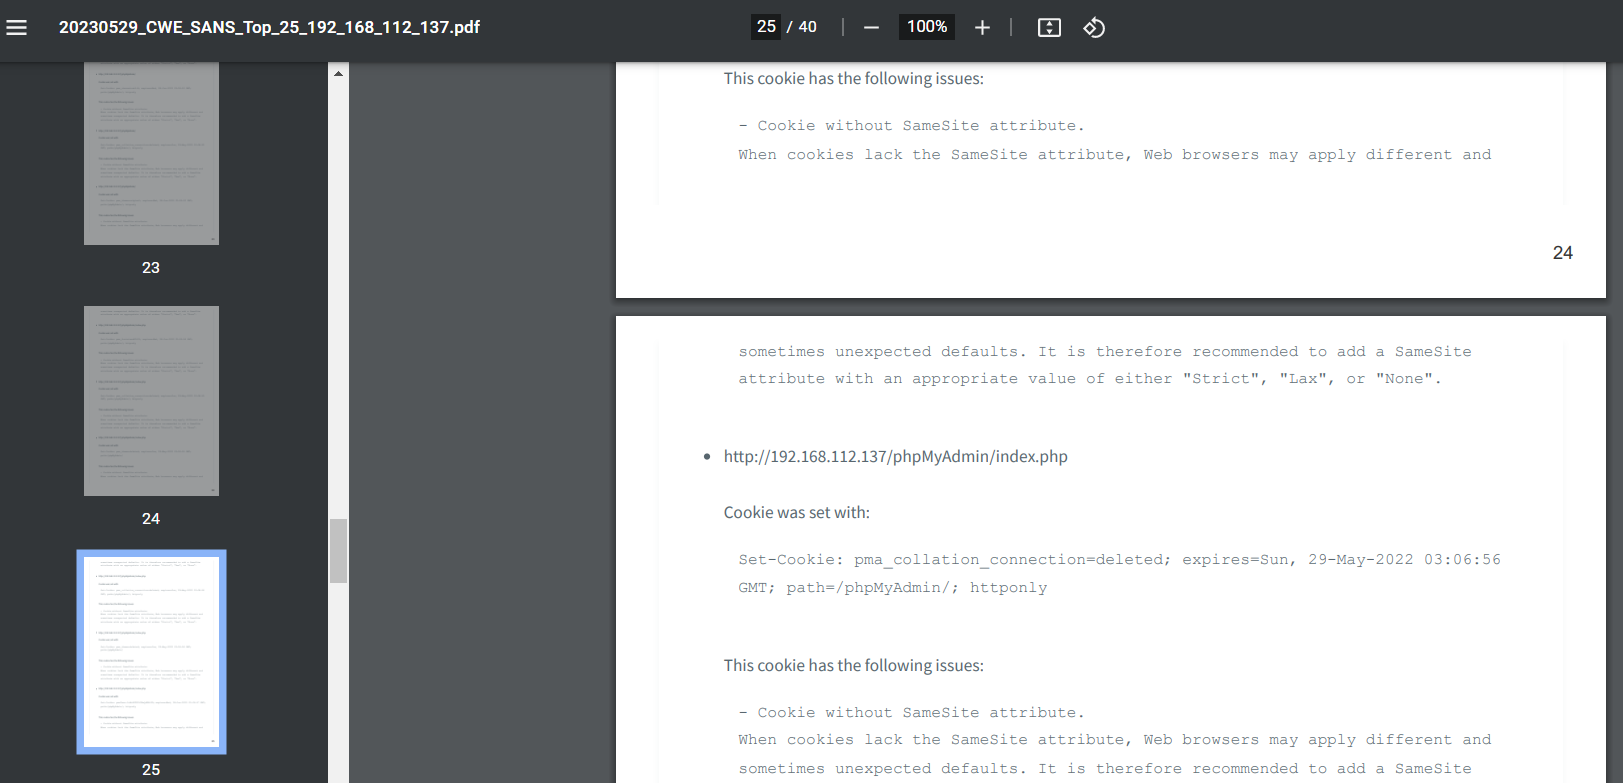 20230529_CWE_SANS_Top_25_192_168_112_137.pdf
25 / 40
100%
23
24
25
This cookie has the following issues:
- Cookie without SameSite attribute.
When cookies lack the SameSite attribute, Web browsers may apply different and
24
sometimes unexpected defaults. It is therefore recommended to add a SameSite
attribute with an appropriate value of either "Strict", "Lax", or "None".
• http://192.168.112.137/phpMyAdmin/index.php
Cookie was set with:
Set-Cookie: pma_collation_connection=deleted; expires=Sun, 29-May-2022 03:06:56
GMT; path=/phpMyAdmin/; httponly
This cookie has the following issues:
- Cookie without SameSite attribute.
When cookies lack the SameSite attribute, Web browsers may apply different and
sometimes unexpected defaults. It is therefore recommended to add a SameSite